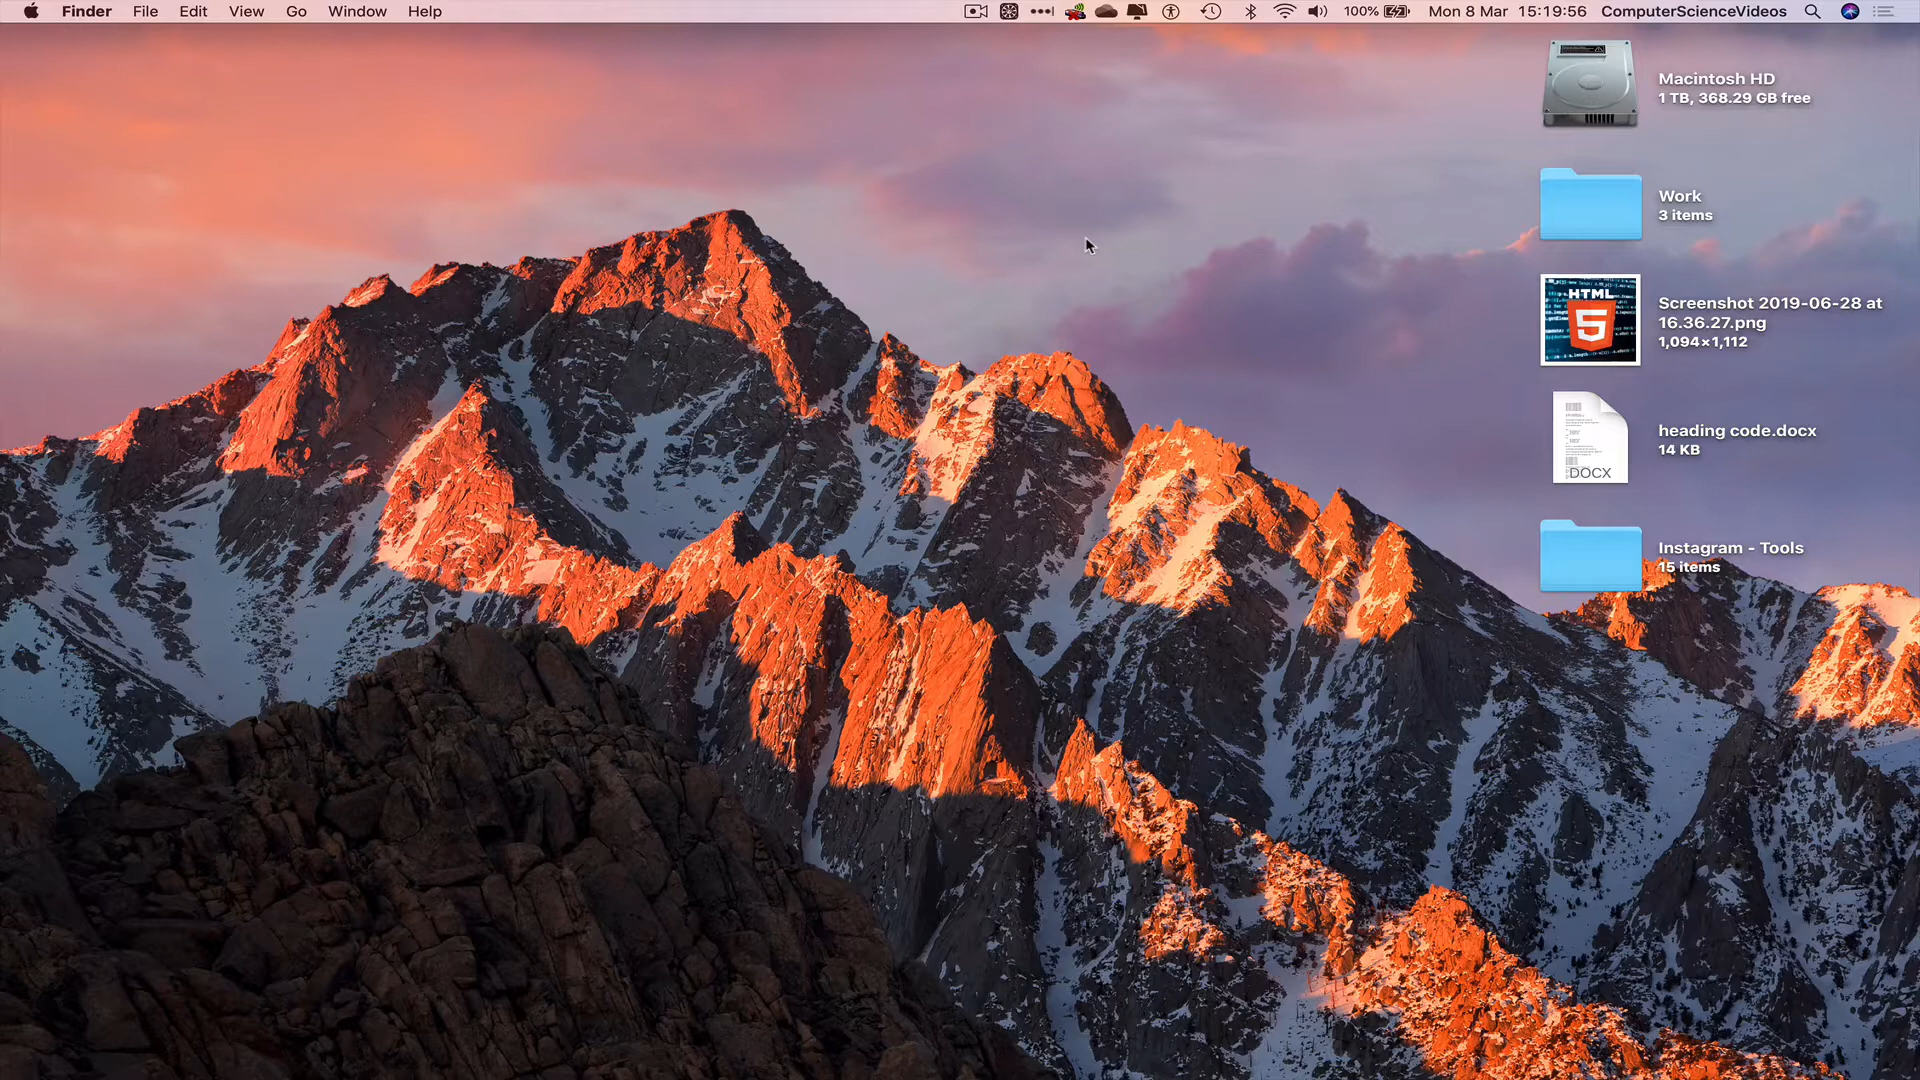 Finder File Edit View Go Window Help 100% Mon 8 Mar 15:19:56 ComputerScienceVideos
Macintosh HD
1 TB, 368.29 GB free
Work
3 items
HTML
5
Screenshot 2019-06-28 at
16.36.27.png
1,094×1,112
DOCX
heading code.docx
14 KB
Instagram - Tools
15 items